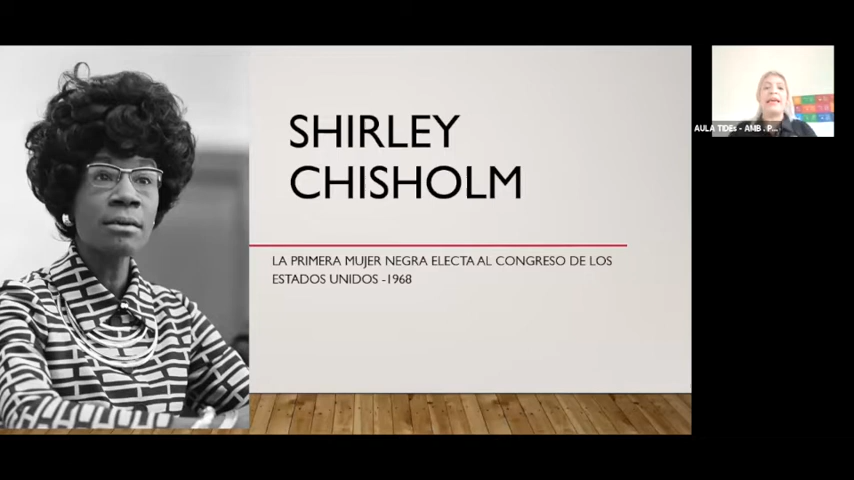 SHIRLEY
CHISHOLM
LA PRIMERA MUJER NEGRA ELECTA AL CONGRESO DE LOS
ESTADOS UNIDOS -1968
AULA TIDEs - AMB. P...